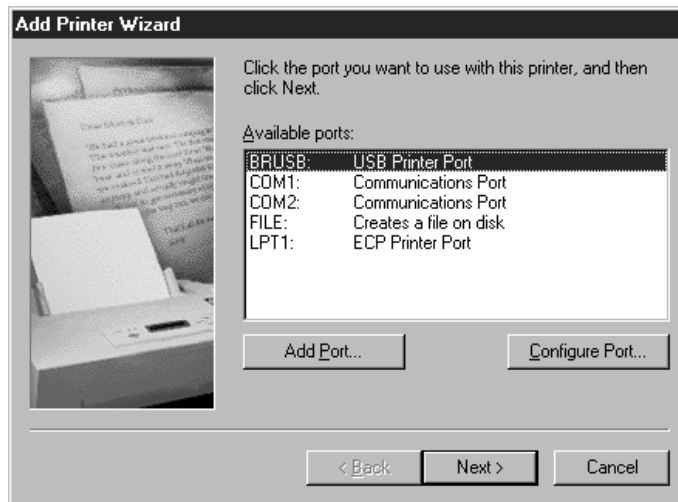 Add Printer Wizard
Click the port you want to use with this printer, and then
click Next.
Available ports:
BRUSB: USB Printer Port
COM1: Communications Port
COM2: Communications Port
FILE: Creates a file on disk
LPT1: ECP Printer Port
Add Port...
Configure Port...
< Back
Next >
Cancel